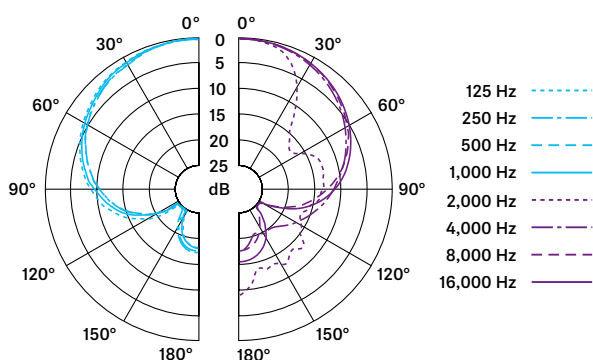 0° 0°
30° 0 30°
5
10
60° 15 60°
20
25
90° dB 90°
120° 120°
150° 150°
180° 180°
125 Hz
250 Hz
500 Hz
1,000 Hz
2,000 Hz
4,000 Hz
8,000 Hz
16,000 Hz